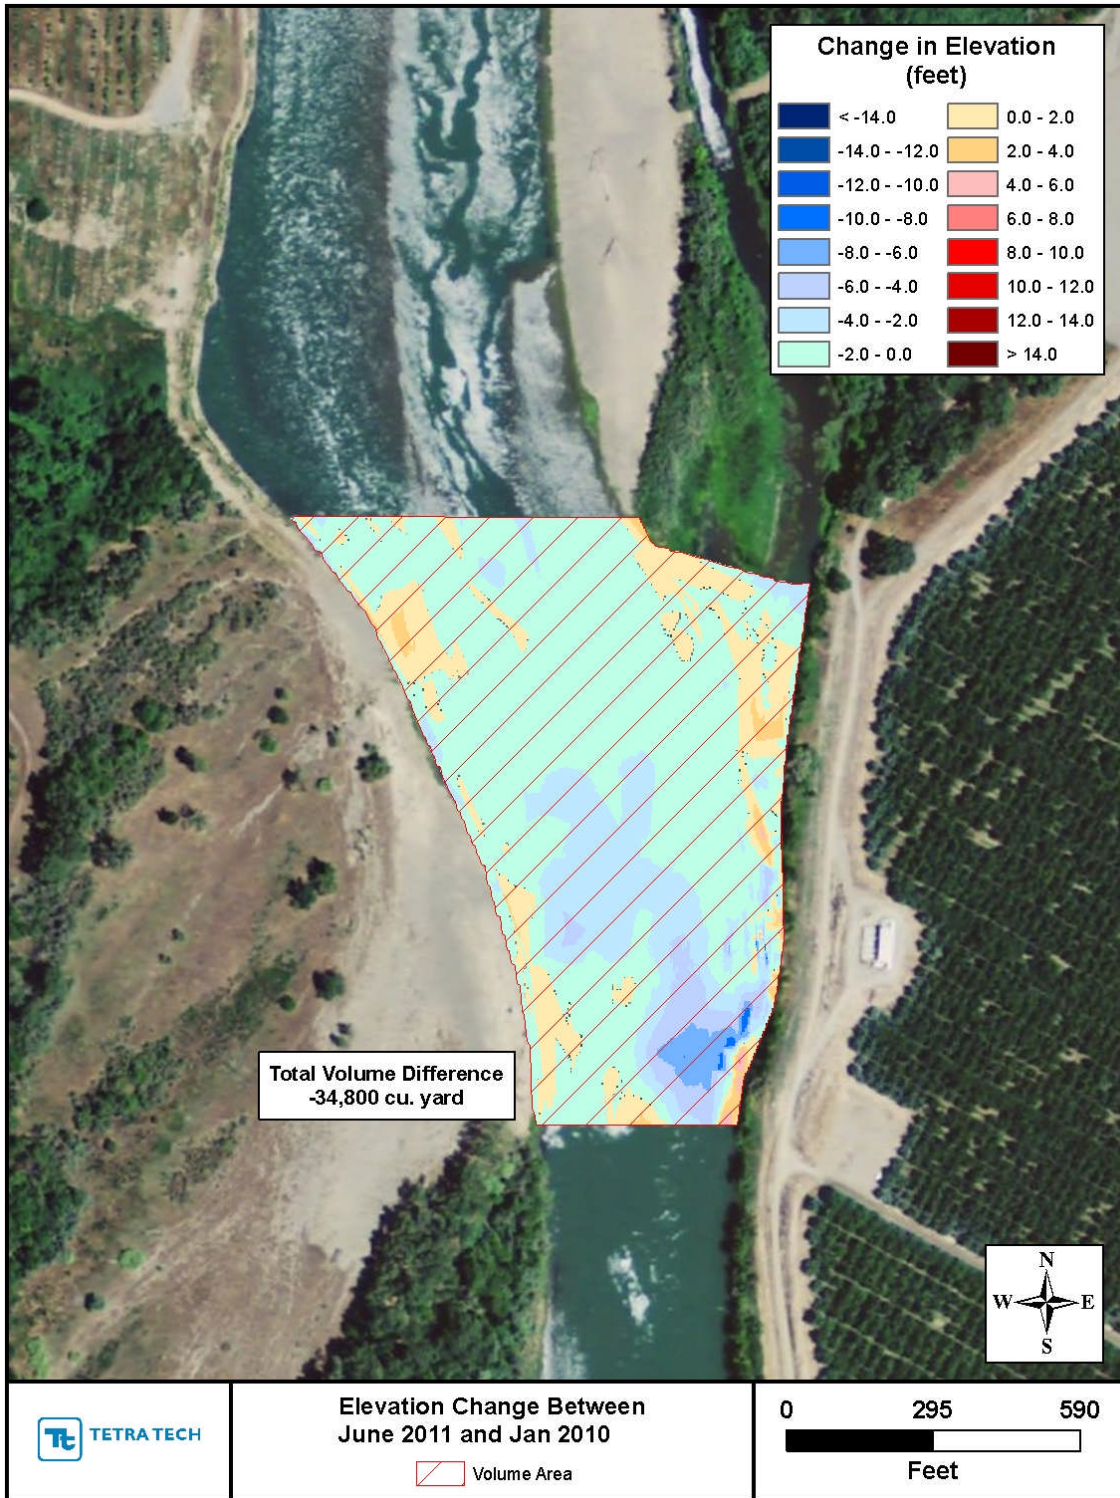 Change in Elevation
(feet)
< -14.0
-14.0 - -12.0
-12.0 - -10.0
-10.0 - -8.0
-8.0 - -6.0
-6.0 - -4.0
-4.0 - -2.0
-2.0 - 0.0
0.0 - 2.0
2.0 - 4.0
4.0 - 6.0
6.0 - 8.0
8.0 - 10.0
10.0 - 12.0
12.0 - 14.0
> 14.0
Total Volume Difference
-34,800 cu. yard
N
W E
S
Tt TETRA TECH
Elevation Change Between
June 2011 and Jan 2010
Volume Area
0 295 590
Feet